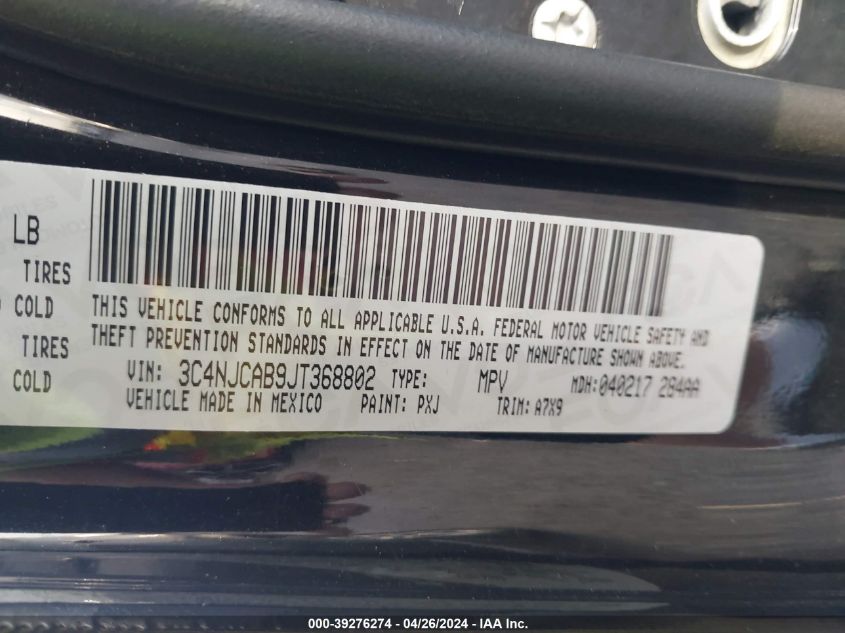 LB
TIRES
COLD
TIRES
COLD
THIS VEHICLE CONFORMS TO ALL APPLICABLE U.S.A. FEDERAL MOTOR VEHICLE SAFETY AND
THEFT PREVENTION STANDARDS IN EFFECT ON THE DATE OF MANUFACTURE SHOWN ABOVE.
VIN: 3C4NJCAB9JT368802 TYPE: MPV MDH:040217 284AA
VEHICLE MADE IN MEXICO PAINT: PXJ TRIM: A7X9
000-39276274 - 04/26/2024 - IAA Inc.